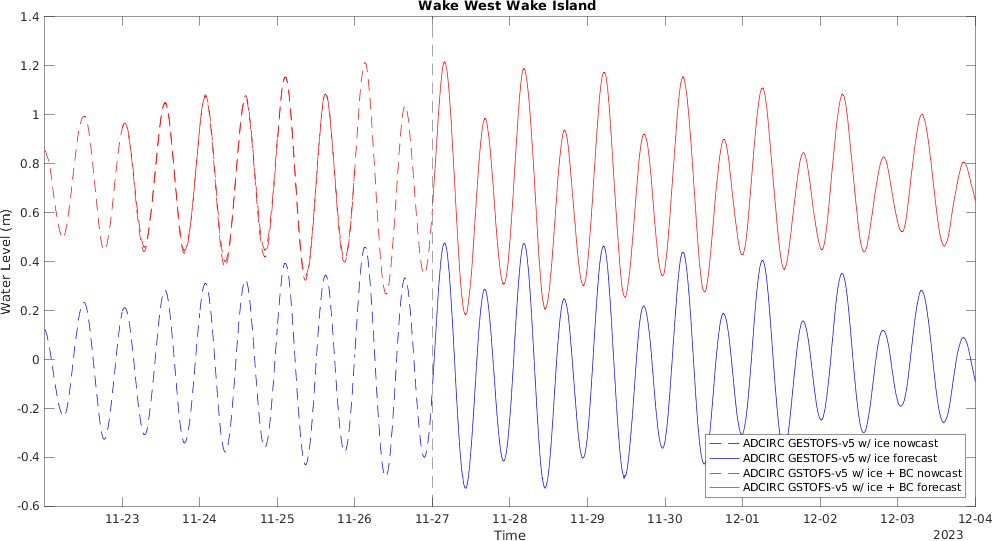 Wake West Wake Island
1.4
1.2
1
0.8
0.6
0.4
0.2
0
-0.2
-0.4
-0.6
Water Level (m)
ADCIRC GESTOFS-v5 w/ ice nowcast
ADCIRC GESTOFS-v5 w/ ice forecast
ADCIRC GSTOFS-v5 w/ ice + BC nowcast
ADCIRC GSTOFS-v5 w/ ice + BC forecast
11-23 11-24 11-25 11-26 11-27 11-28 11-29 11-30 12-01 12-02 12-03 12-04
Time
2023